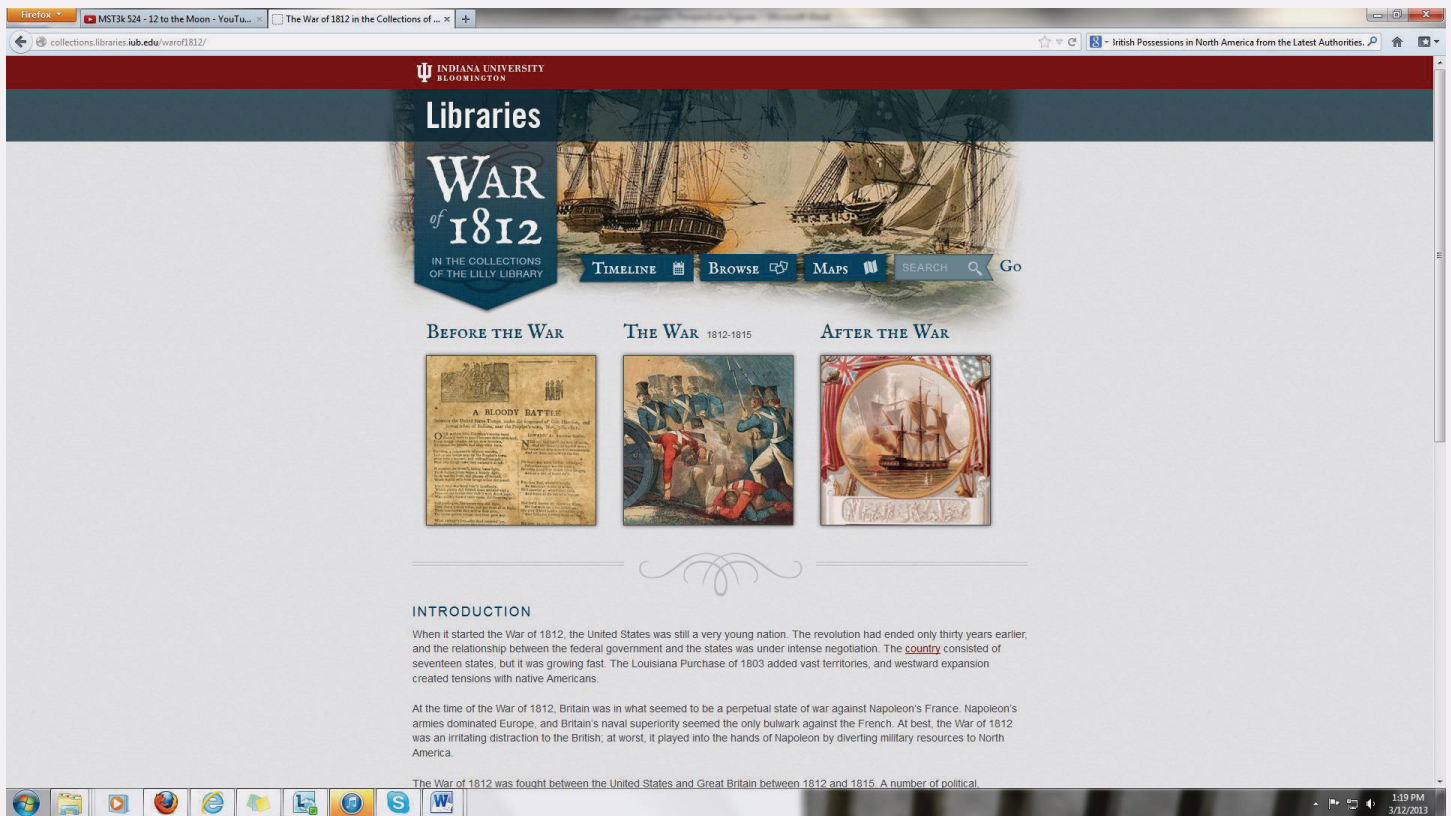 Firefox
MST3k 524 - 12 to the Moon - YouTu...
The War of 1812 in the Collections of ...
collections.libraries.iub.edu/warof1812/
ritish Possessions in North America from the Latest Authorities.
INDIANA UNIVERSITY
BLOOMINGTON
Libraries
WAR
of
1812
IN THE COLLECTIONS
OF THE LILLY LIBRARY
TIMELINE
BROWSE
MAPS
SEARCH
Go
BEFORE THE WAR
THE WAR 1812-1815
AFTER THE WAR
A BLOODY BATTLE
INTRODUCTION
When it started the War of 1812, the United States was still a very young nation. The revolution had ended only thirty years earlier,
and the relationship between the federal government and the states was under intense negotiation. The country consisted of
seventeen states, but it was growing fast. The Louisiana Purchase of 1803 added vast territories, and westward expansion
created tensions with native Americans.
At the time of the War of 1812, Britain was in what seemed to be a perpetual state of war against Napoleon's France. Napoleon's
armies dominated Europe, and Britain's naval superiority seemed the only bulwark against the French. At best, the War of 1812
was an irritating distraction to the British; at worst, it played into the hands of Napoleon by diverting military resources to North
America.
The War of 1812 was fought between the United States and Great Britain between 1812 and 1815. A number of political,
1:19 PM
3/12/2013